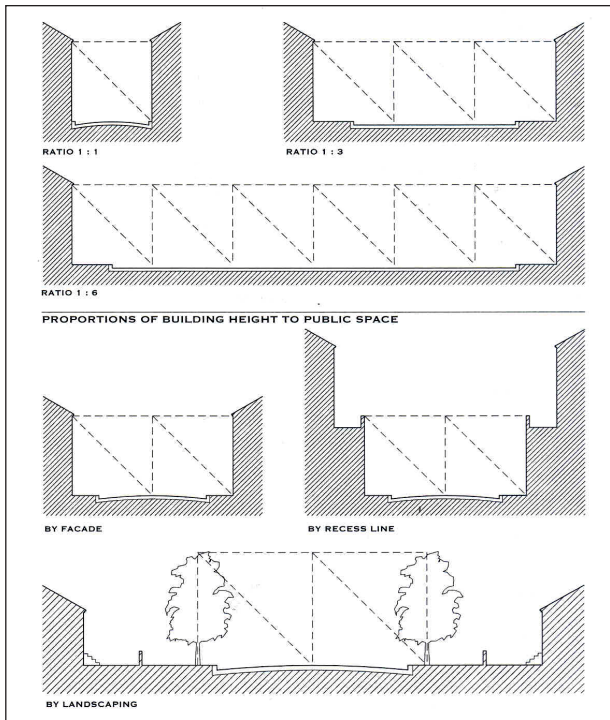 RATIO 1 : 1
RATIO 1 : 3
RATIO 1 : 6
PROPORTIONS OF BUILDING HEIGHT TO PUBLIC SPACE
BY FACADE
BY RECESS LINE
BY LANDSCAPING